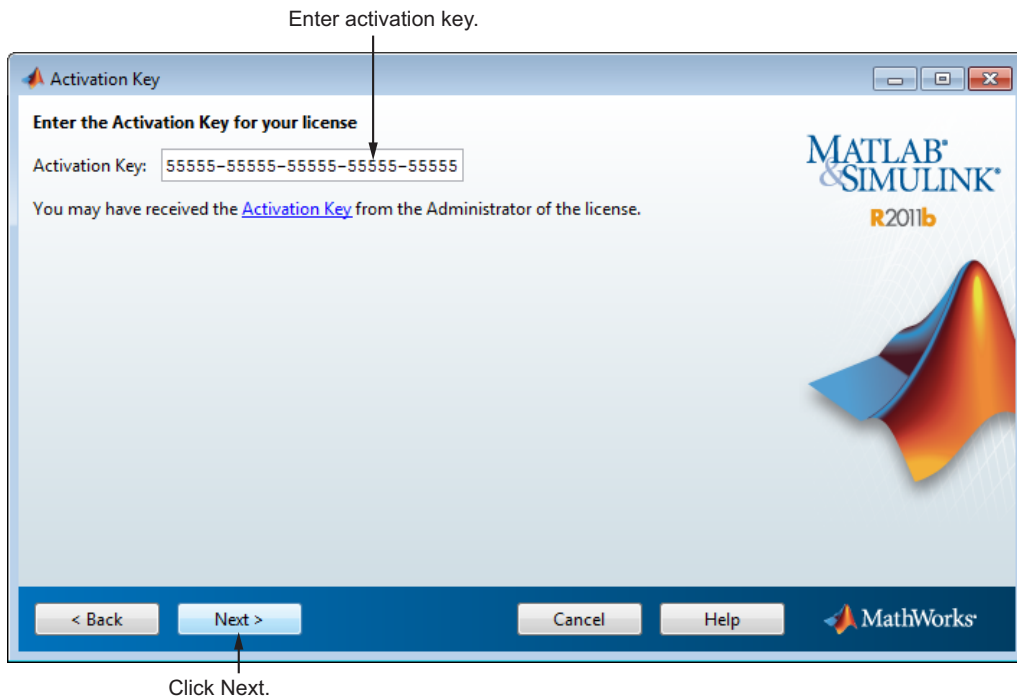 Enter activation key.
Activation Key
Enter the Activation Key for your license
Activation Key: 55555-55555-55555-55555-55555
You may have received the Activation Key from the Administrator of the license.
MATLAB®
&SIMULINK®
R2011b
< Back Next > Cancel Help MathWorks®
Click Next.